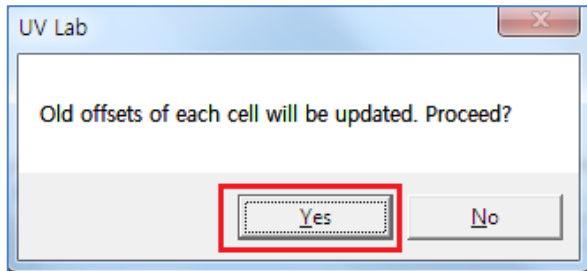 UV Lab
Old offsets of each cell will be updated. Proceed?
Yes
No